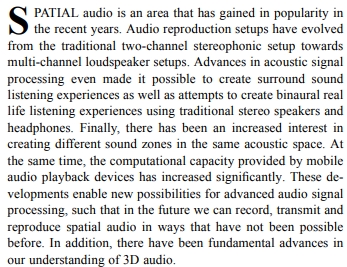 SPATIAL audio is an area that has gained in popularity in
the recent years. Audio reproduction setups have evolved
from the traditional two-channel stereophonic setup towards
multi-channel loudspeaker setups. Advances in acoustic signal
processing even made it possible to create surround sound
listening experiences as well as attempts to create binaural real
life listening experiences using traditional stereo speakers and
headphones. Finally, there has been an increased interest in
creating different sound zones in the same acoustic space. At
the same time, the computational capacity provided by mobile
audio playback devices has increased significantly. These de-
velopments enable new possibilities for advanced audio signal
processing, such that in the future we can record, transmit and
reproduce spatial audio in ways that have not been possible
before. In addition, there have been fundamental advances in
our understanding of 3D audio.